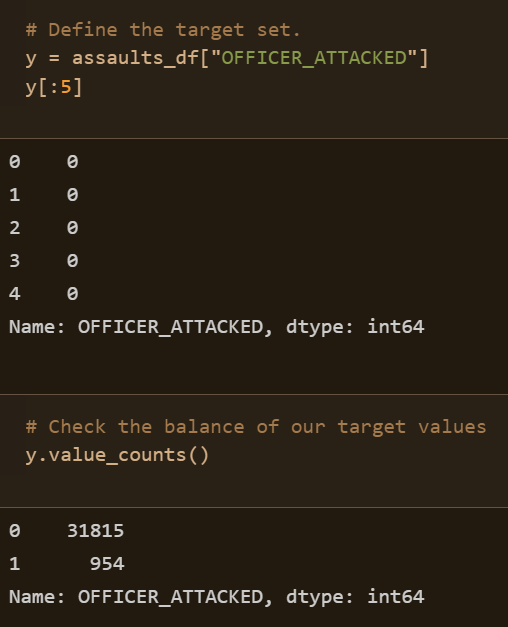 # Define the target set.
y = assaults_df["OFFICER_ATTACKED"]
y[:5]
0    0
1    0
2    0
3    0
4    0
Name: OFFICER_ATTACKED, dtype: int64
# Check the balance of our target values
y.value_counts()
0    31815
1      954
Name: OFFICER_ATTACKED, dtype: int64